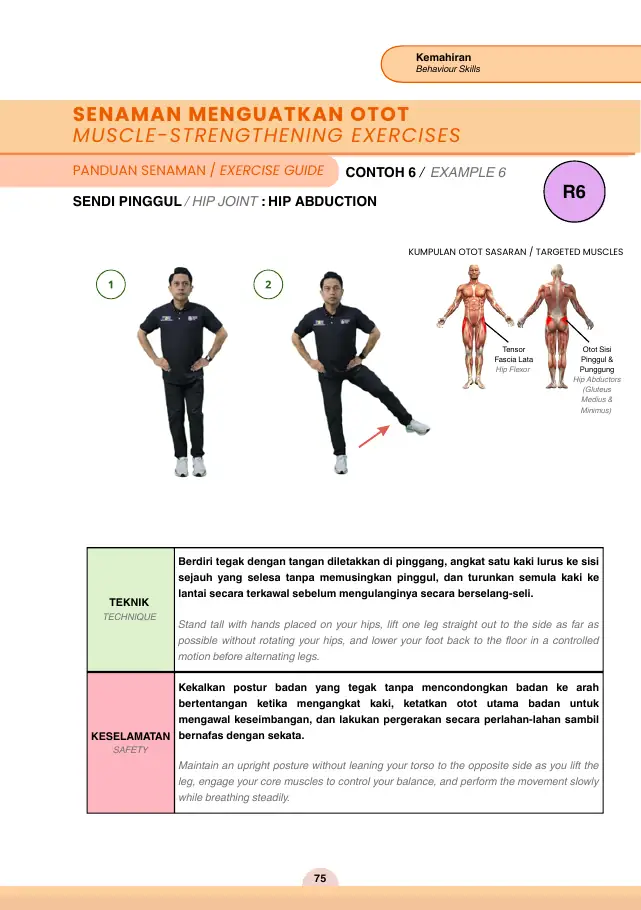 Kemahiran
Behaviour Skills
SENAMAN MENGUATKAN OTOT
MUSCLE-STRENGTHENING EXERCISES
PANDUAN SENAMAN / EXERCISE GUIDE
CONTOH 6 / EXAMPLE 6
SENDI PINGGUL / HIP JOINT : HIP ABDUCTION
R6
KUMPULAN OTOT SASARAN / TARGETED MUSCLES
1
2
Tensor
Fascia Lata
Hip Flexor
Otot Sisi
Pinggul &
Punggung
Hip Abductors
(Gluteus
Medius &
Minimus)
TEKNIK
TECHNIQUE
Berdiri tegak dengan tangan diletakkan di pinggang, angkat satu kaki lurus ke sisi
sejauh yang selesa tanpa memusingkan pinggul, dan turunkan semula kaki ke
lantai secara terkawal sebelum mengulanginya secara berselang-seli.
Stand tall with hands placed on your hips, lift one leg straight out to the side as far as
possible without rotating your hips, and lower your foot back to the floor in a controlled
motion before alternating legs.
KESELAMATAN
SAFETY
Kekalkan postur badan yang tegak tanpa mencondongkan badan ke arah
bertentangan ketika mengangkat kaki, ketatkan otot utama badan untuk
mengawal keseimbangan, dan lakukan pergerakan secara perlahan-lahan sambil
bernafas dengan sekata.
Maintain an upright posture without leaning your torso to the opposite side as you lift the
leg, engage your core muscles to control your balance, and perform the movement slowly
while breathing steadily.
75